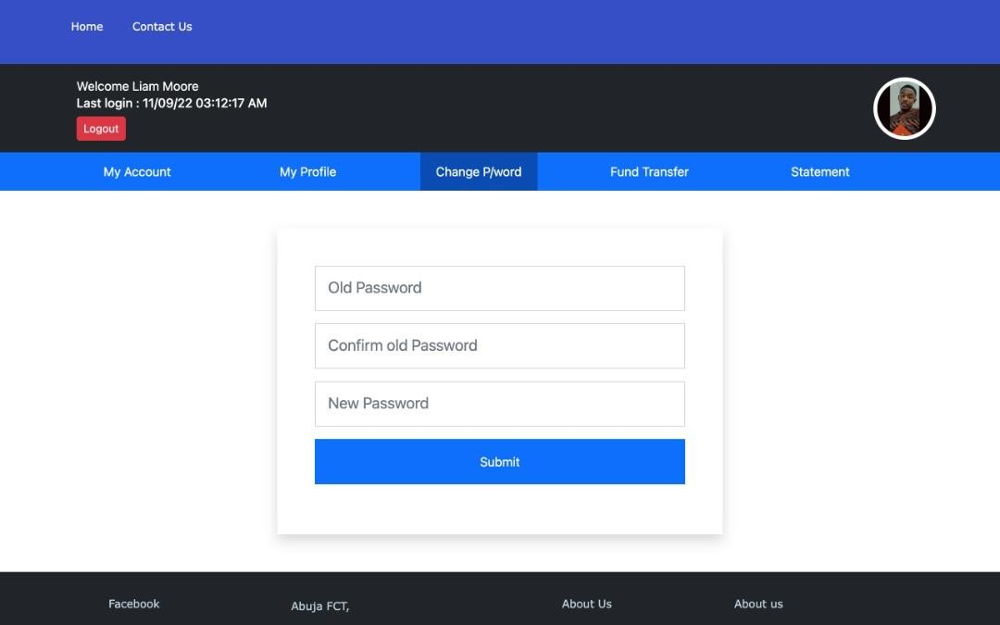 Home Contact Us
Welcome Liam Moore
Last login : 11/09/22 03:12:17 AM
Logout
My Account My Profile Change P/word Fund Transfer Statement
Old Password
Confirm old Password
New Password
Submit
Facebook Abuja FCT, About Us About us